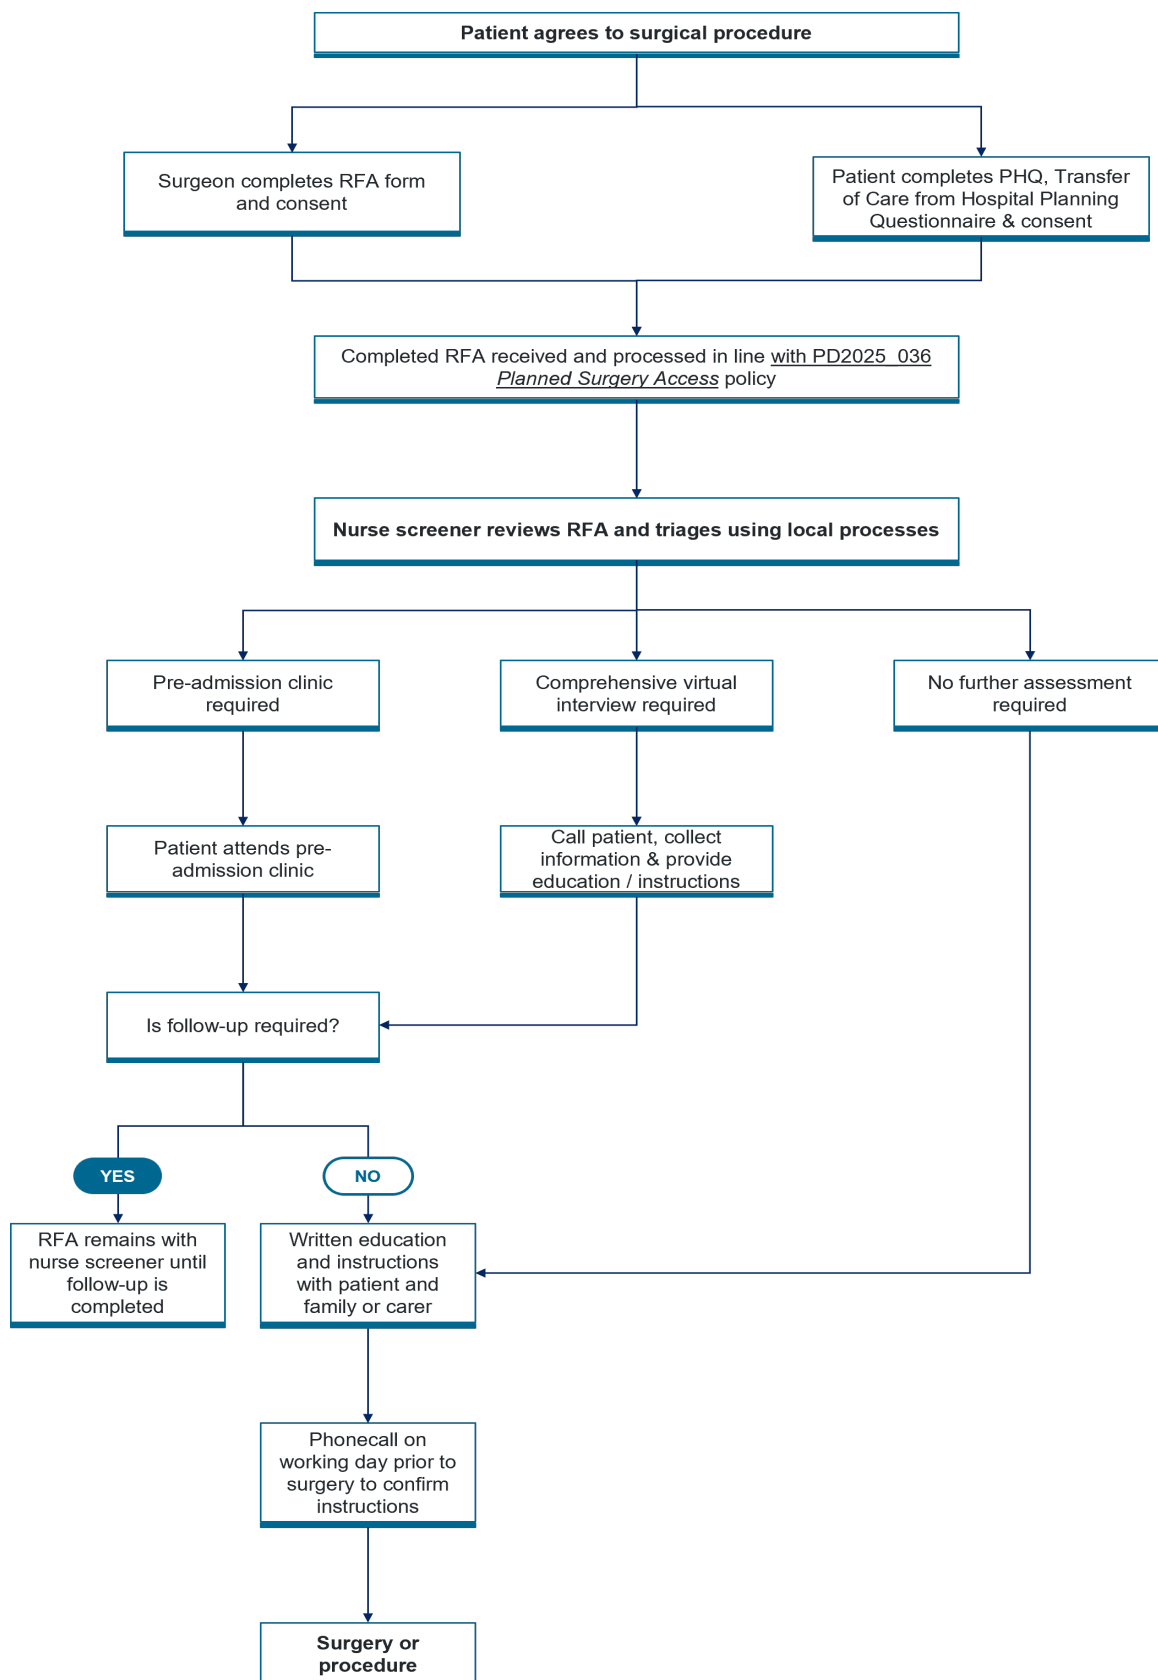 Patient agrees to surgical procedure
Surgeon completes RFA form
and consent
Patient completes PHQ, Transfer
of Care from Hospital Planning
Questionnaire & consent
Completed RFA received and processed in line with PD2025_036
Planned Surgery Access policy
Nurse screener reviews RFA and triages using local processes
Pre-admission clinic
required
Comprehensive virtual
interview required
No further assessment
required
Patient attends pre-
admission clinic
Call patient, collect
information & provide
education / instructions
Is follow-up required?
YES
NO
RFA remains with
nurse screener until
follow-up is
completed
Written education
and instructions
with patient and
family or carer
Phonecall on
working day prior to
surgery to confirm
instructions
Surgery or
procedure